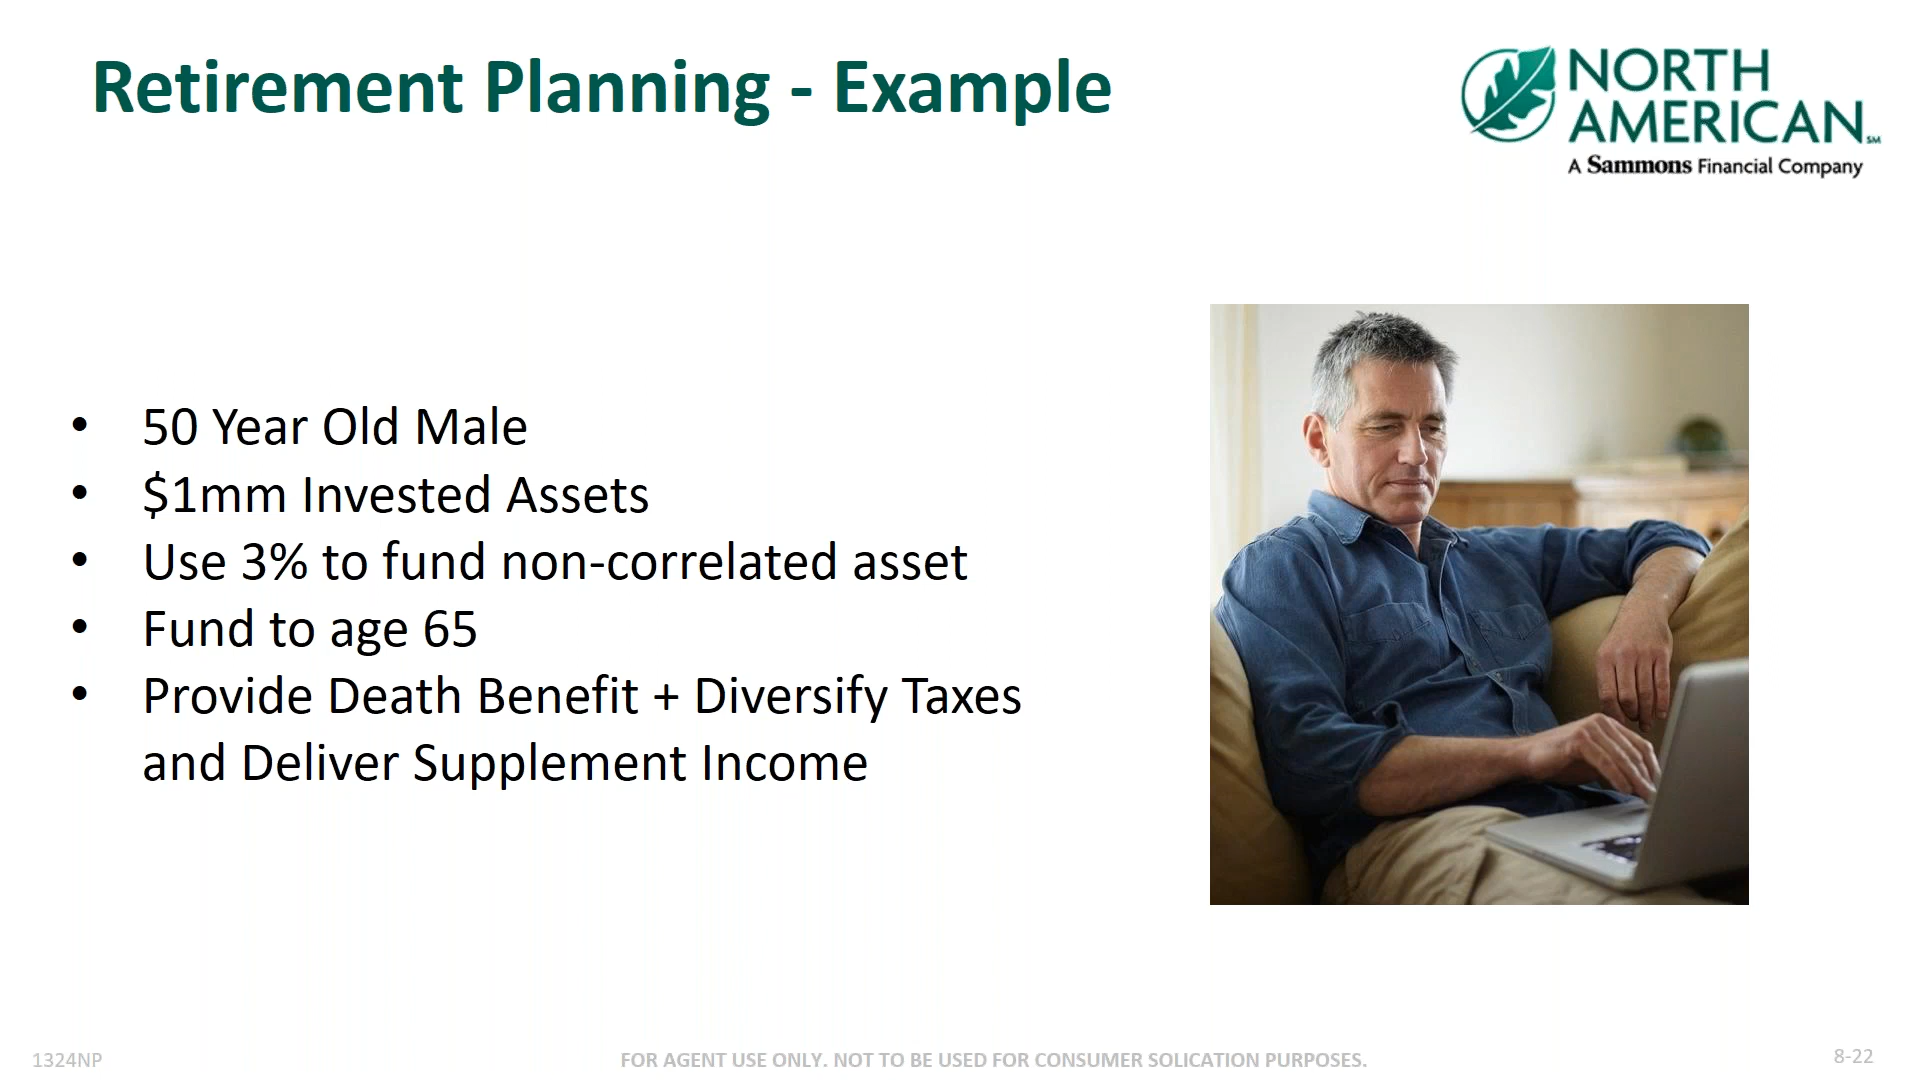 Retirement Planning - Example
NORTH
AMERICAN SM
A Sammons Financial Company
• 50 Year Old Male
• $1mm Invested Assets
• Use 3% to fund non-correlated asset
• Fund to age 65
• Provide Death Benefit + Diversify Taxes
and Deliver Supplement Income
1324NP
FOR AGENT USE ONLY. NOT TO BE USED FOR CONSUMER SOLICATION PURPOSES.
8-22